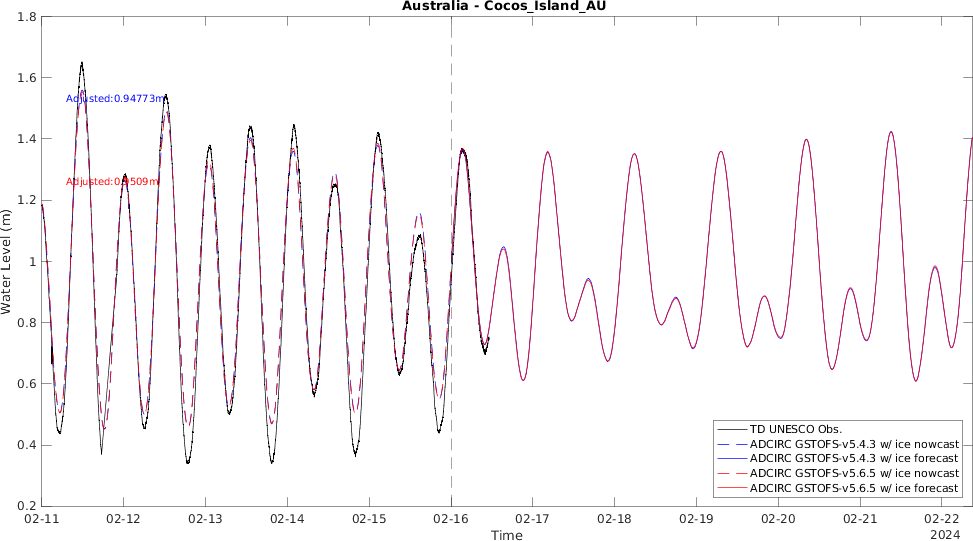 Australia - Cocos_Island_AU
1.8
1.6
1.4
1.2
1
0.8
0.6
0.4
0.2
Water Level (m)
Adjusted:0.94773m
Adjusted:0.9509m
TD UNESCO Obs.
ADCIRC GSTOFS-v5.4.3 w/ ice nowcast
ADCIRC GSTOFS-v5.4.3 w/ ice forecast
ADCIRC GSTOFS-v5.6.5 w/ ice nowcast
ADCIRC GSTOFS-v5.6.5 w/ ice forecast
02-11 02-12 02-13 02-14 02-15 02-16 02-17 02-18 02-19 02-20 02-21 02-22
2024
Time